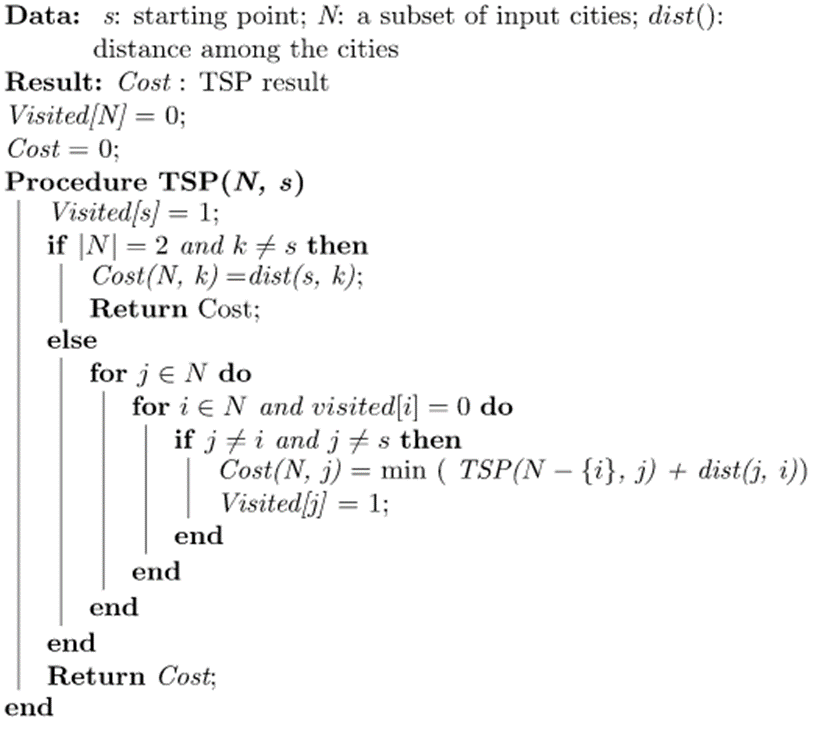 Data: s: starting point; N: a subset of input cities; dist():
distance among the cities
Result: Cost : TSP result
Visited[N] = 0;
Cost = 0;
Procedure TSP(N, s)
Visited[s] = 1;
if |N| = 2 and k ≠ s then
Cost(N, k) =dist(s, k);
Return Cost;
else
for j ∈ N do
for i ∈ N and visited[i] = 0 do
if j ≠ i and j ≠ s then
Cost(N, j) = min ( TSP(N − {i}, j) + dist(j, i))
Visited[j] = 1;
end
end
end
end
Return Cost;
end